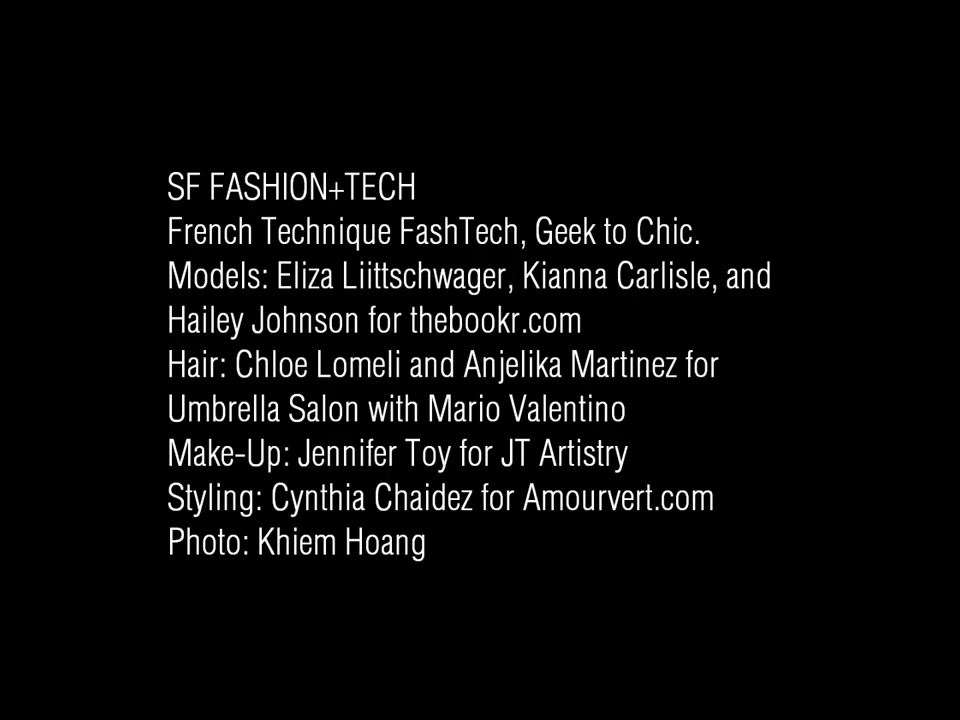 SF FASHION+TECH
French Technique FashTech, Geek to Chic.
Models: Eliza Liittschwager, Kianna Carlisle, and
Hailey Johnson for thebookr.com
Hair: Chloe Lomeli and Anjelika Martinez for
Umbrella Salon with Mario Valentino
Make-Up: Jennifer Toy for JT Artistry
Styling: Cynthia Chaidez for Amourvert.com
Photo: Khiem Hoang